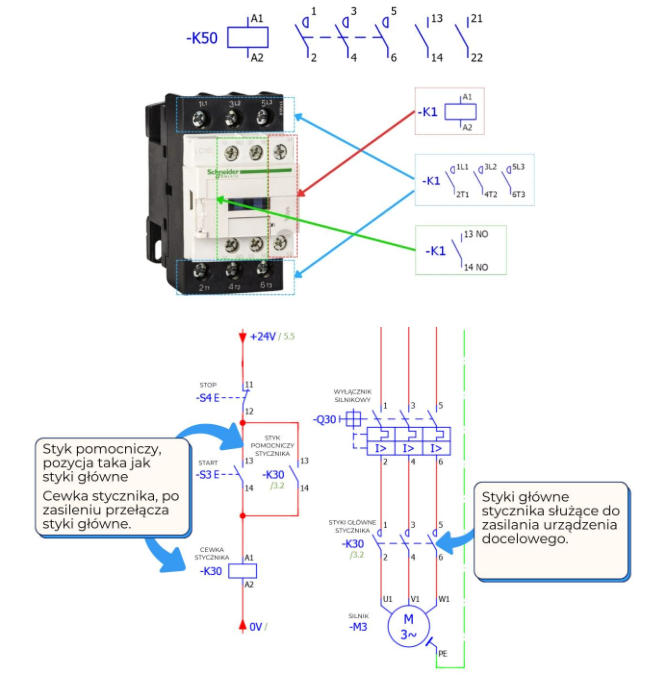 -K50
A1
A2
1
2
3
4
5
6
13
14
21
22
1L1
3L2
5L3
Schneider
2T1
4T2
6T3
-K1
A1
A2
-K1
1L1
3L2
5L3
2T1
4T2
6T3
-K1
13 NO
14 NO
+24V / 5.5
STOP
-S4 E
11
12
START
-S3 E
13
14
STYK
POMOCNICZY
STYCZNIKA
-K30
/3.2
13
14
CEWKA
STYCZNIKA
-K30
A1
A2
0V /
Styk pomocniczy,
pozycja taka jak
styki główne
Cewka stycznika, po
zasileniu przełącza
styki główne.
WYŁĄCZNIK
SILNIKOWY
-Q30
1
3
5
I>
I>
I>
2
4
6
STYKI GŁÓWNE
STYCZNIKA
-K30
/3.2
1
3
5
2
4
6
U1
V1
W1
SILNIK
-M3
M
3~
PE
Styki główne
stycznika służące do
zasilania urządzenia
docelowego.